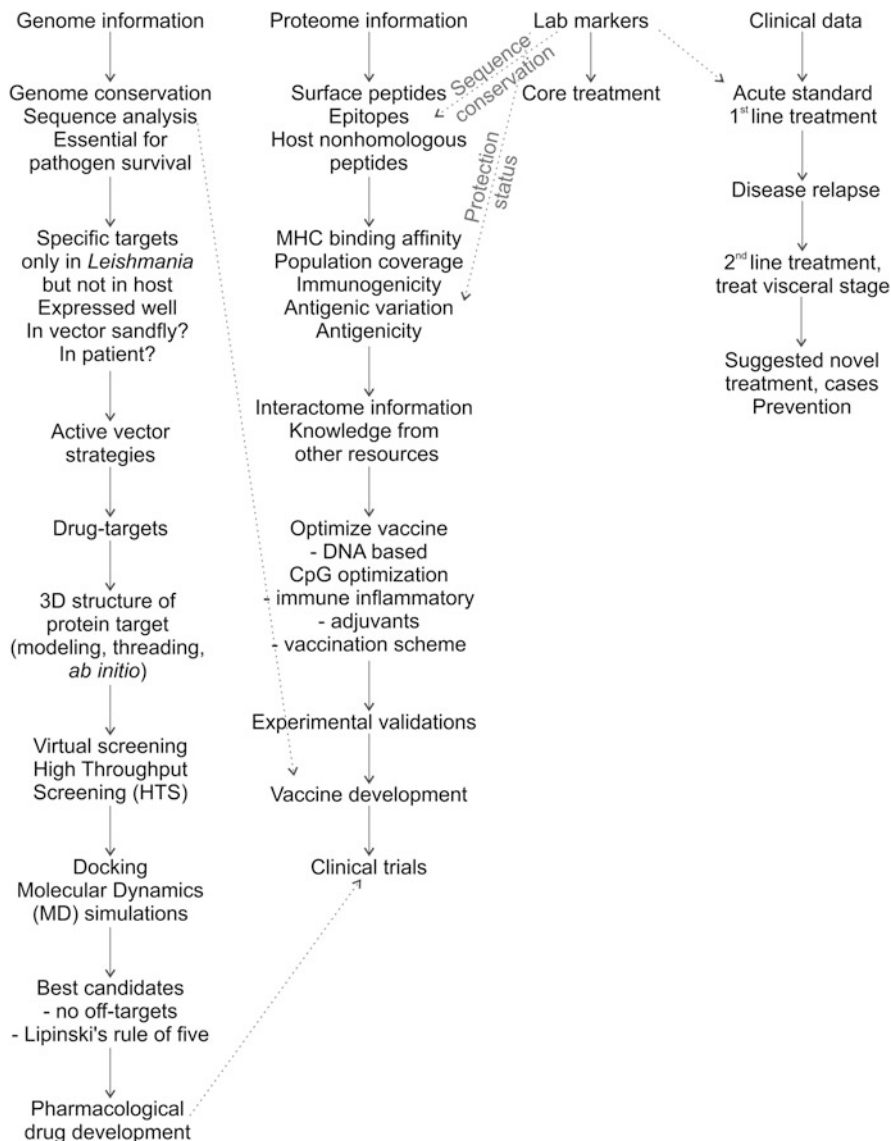 Genome information
Genome conservation
Sequence analysis
Essential for
pathogen survival
Specific targets
only in Leishmania
but not in host
Expressed well
In vector sandfly?
In patient?
Active vector
strategies
Drug-targets
3D structure of
protein target
(modeling, threading,
ab initio)
Virtual screening
High Throughput
Screening (HTS)
Docking
Molecular Dynamics
(MD) simulations
Best candidates
- no off-targets
- Lipinski's rule of five
Pharmacological
drug development
Proteome information
Surface peptides
Epitopes
Host nonhomologous
peptides
MHC binding affinity
Population coverage
Immunogenicity
Antigenic variation
Antigenicity
Interactome information
Knowledge from
other resources
Optimize vaccine
- DNA based
CpG optimization
- immune inflammatory
- adjuvants
- vaccination scheme
Experimental validations
Vaccine development
Clinical trials
Sequence
conservation
Protection
status
Lab markers
Core treatment
Clinical data
Acute standard
1st line treatment
Disease relapse
2nd line treatment,
treat visceral stage
Suggested novel
treatment, cases
Prevention